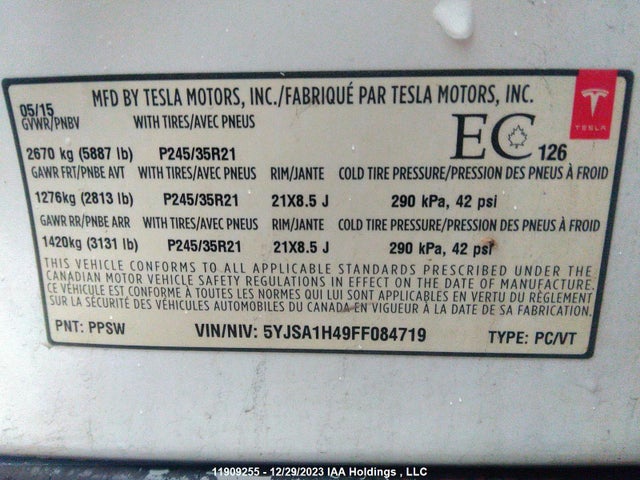 05/15 MFD BY TESLA MOTORS, INC./FABRIQUÉ PAR TESLA MOTORS, INC.
TESLA
GVWR/PNBV WITH TIRES/AVEC PNEUS
EC 126
2670 kg (5887 lb) P245/35R21
GAWR FRT/PNBE AVT WITH TIRES/AVEC PNEUS RIM/JANTE COLD TIRE PRESSURE/PRESSION DES PNEUS À FROID
1276kg (2813 lb) P245/35R21 21X8.5 J 290 kPa, 42 psi
GAWR RR/PNBE ARR WITH TIRES/AVEC PNEUS RIM/JANTE COLD TIRE PRESSURE/PRESSION DES PNEUS À FROID
1420kg (3131 lb) P245/35R21 21X8.5 J 290 kPa, 42 psi
THIS VEHICLE CONFORMS TO ALL APPLICABLE STANDARDS PRESCRIBED UNDER THE
CANADIAN MOTOR VEHICLE SAFETY REGULATIONS IN EFFECT ON THE DATE OF MANUFACTURE.
CE VÉHICULE EST CONFORME À TOUTES LES NORMES QUI LUI SONT APPLICABLES EN VERTU DU RÈGLEMENT
SUR LA SÉCURITÉ DES VÉHICULES AUTOMOBILES DU CANADA EN VIGUEUR À LA DATE DE SA FABRICATION.
PNT: PPSW VIN/NIV: 5YJSA1H49FF084719 TYPE: PC/VT
11909255 - 12/29/2023 IAA Holdings , LLC